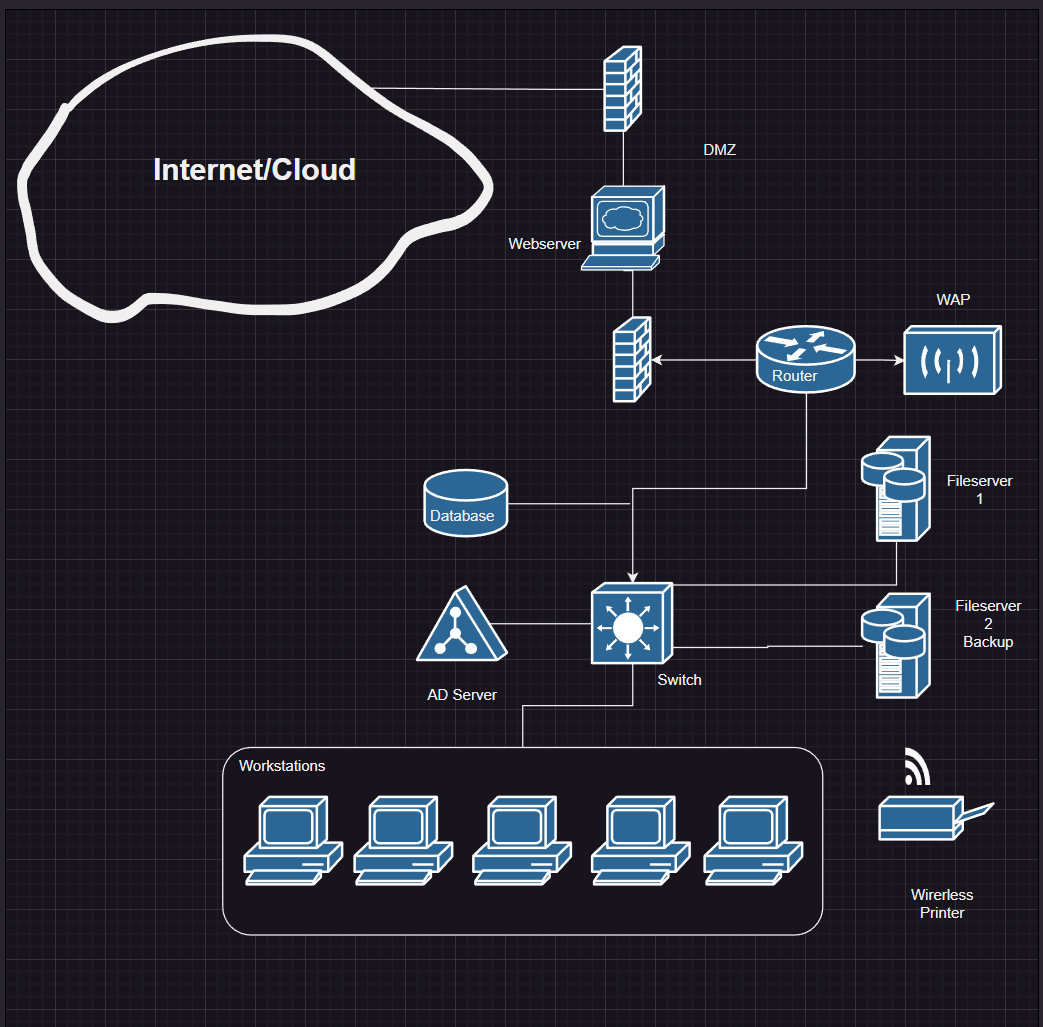 Internet/Cloud
DMZ
Webserver
WAP
Router
Fileserver
1
Database
Fileserver
2
Backup
AD Server
Switch
Workstations
Wirerless
Printer